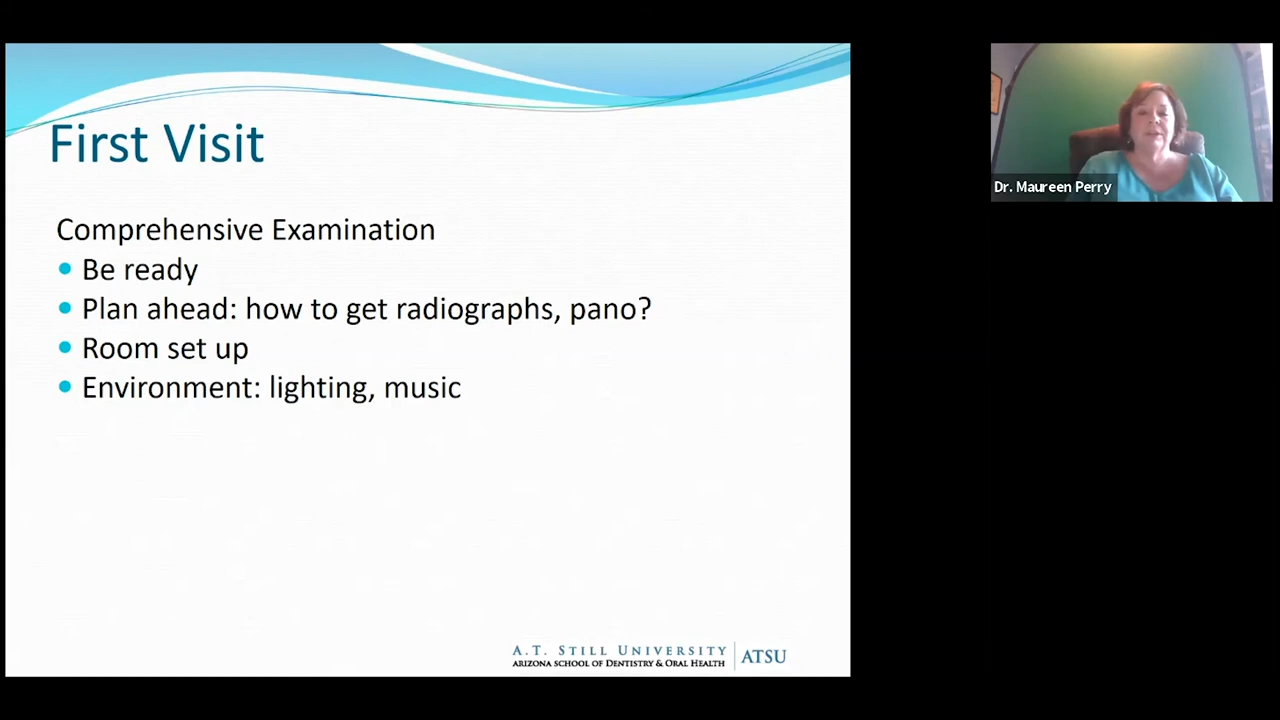 First Visit
Comprehensive Examination
• Be ready
• Plan ahead: how to get radiographs, pano?
• Room set up
• Environment: lighting, music
A.T. STILL UNIVERSITY
ARIZONA SCHOOL OF DENTISTRY & ORAL HEALTH
ATSU
Dr. Maureen Perry